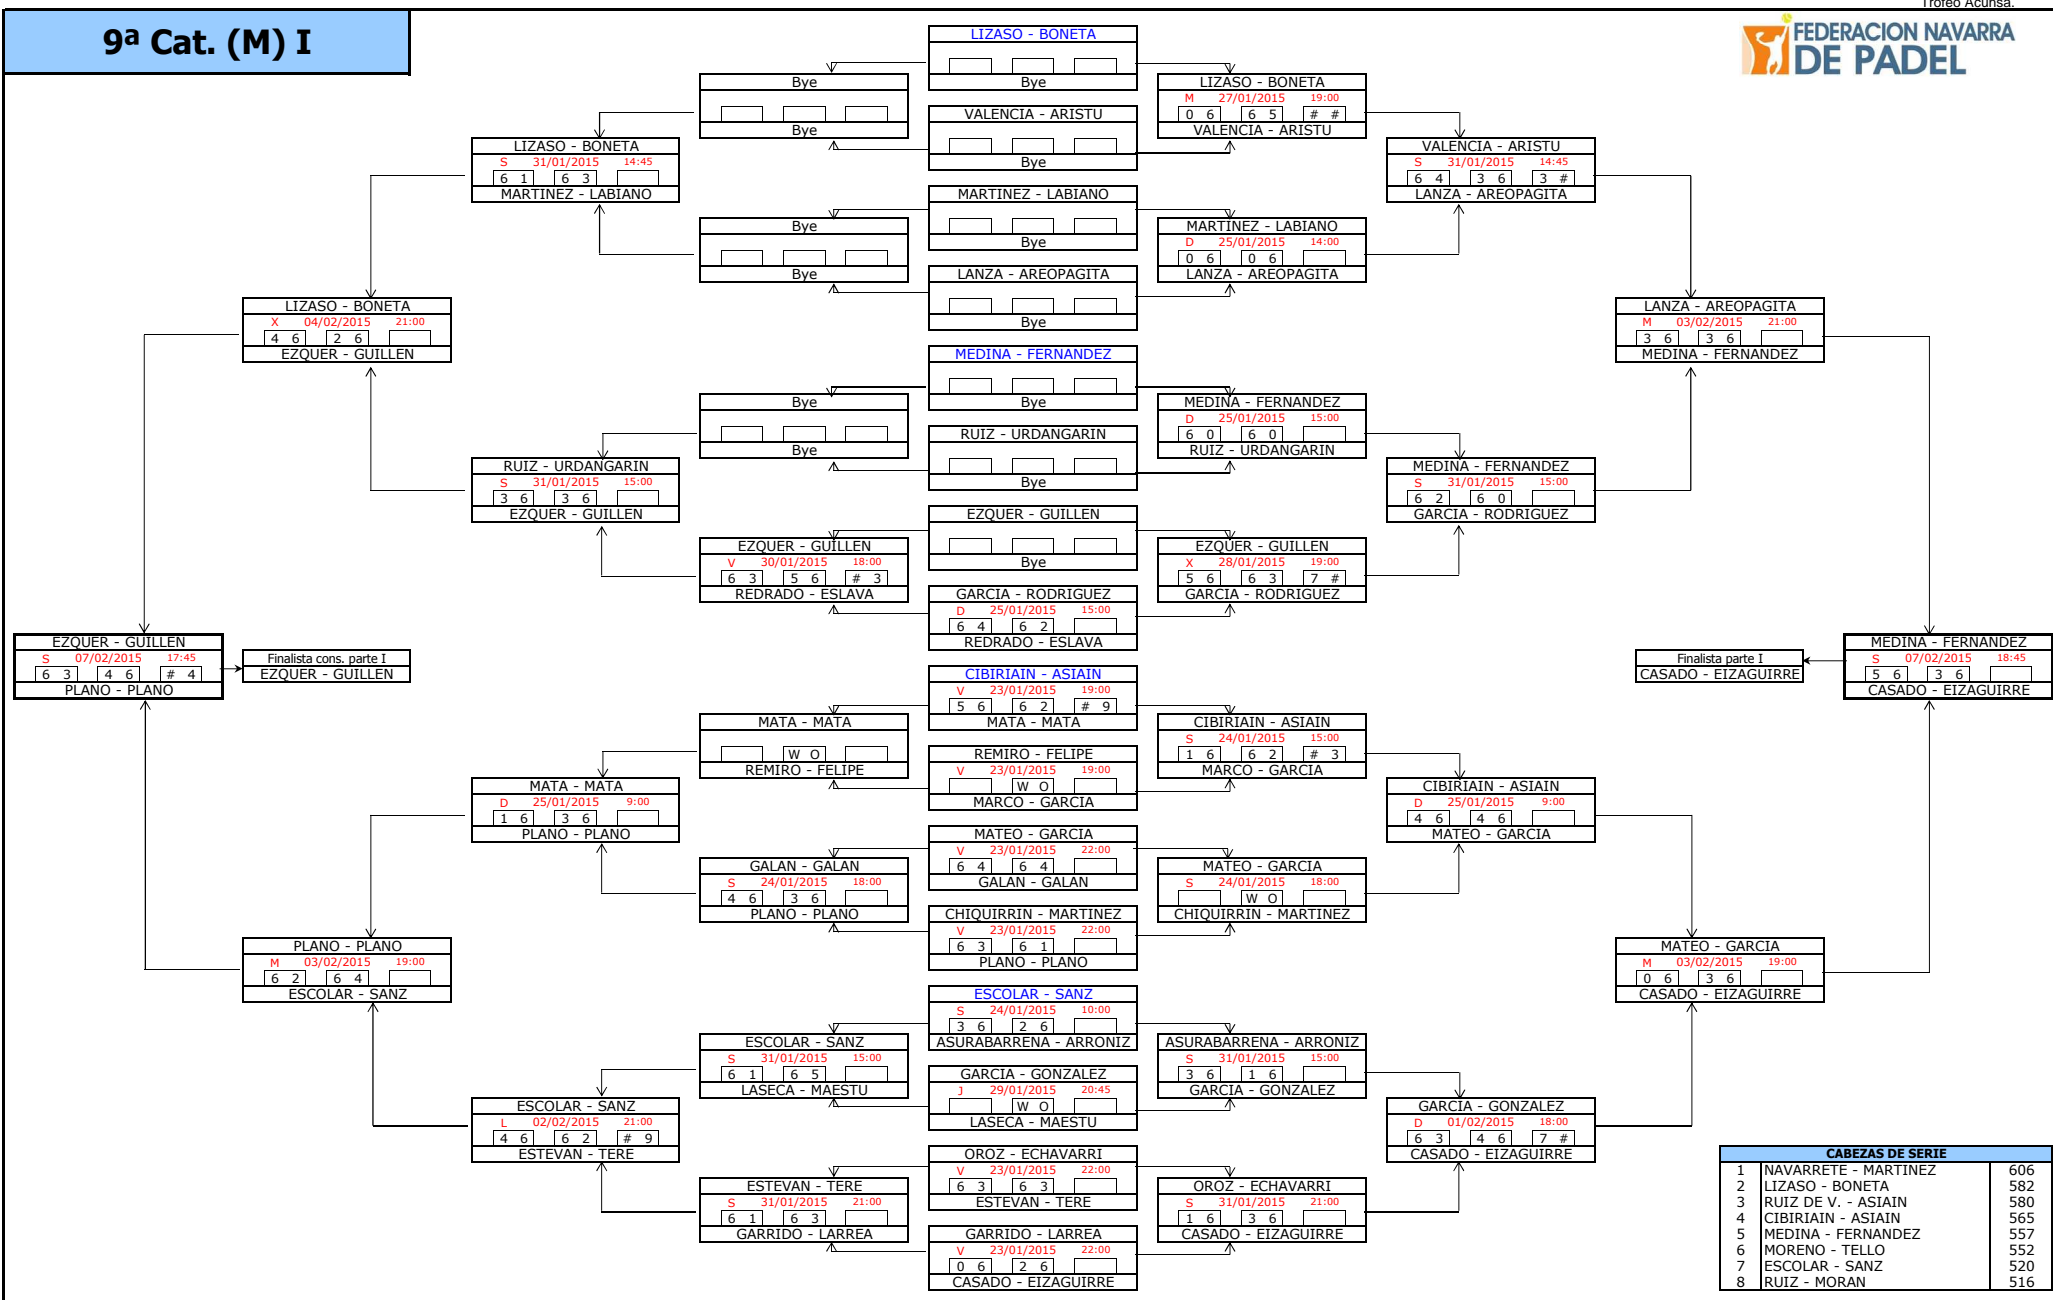 Trofeo Acunsa.
9ª Cat. (M) I
FEDERACION NAVARRA
DE PADEL
EZQUER - GUILLEN
S 07/02/2015 17:45
6 3 4 6 # 4
PLANO - PLANO
Finalista cons. parte I
EZQUER - GUILLEN
LIZASO - BONETA
X 04/02/2015 21:00
4 6 2 6
EZQUER - GUILLEN
PLANO - PLANO
M 03/02/2015 19:00
6 2 6 4
ESCOLAR - SANZ
LIZASO - BONETA
S 31/01/2015 14:45
6 1 6 3
MARTINEZ - LABIANO
RUIZ - URDANGARIN
S 31/01/2015 15:00
3 6 3 6
EZQUER - GUILLEN
MATA - MATA
D 25/01/2015 9:00
1 6 3 6
PLANO - PLANO
ESCOLAR - SANZ
L 02/02/2015 21:00
4 6 6 2 # 9
ESTEVAN - TERE
Bye
Bye
Bye
Bye
Bye
Bye
EZQUER - GUILLEN
V 30/01/2015 18:00
6 3 5 6 # 3
REDRADO - ESLAVA
MATA - MATA
W O
REMIRO - FELIPE
GALAN - GALAN
S 24/01/2015 18:00
4 6 3 6
PLANO - PLANO
ESCOLAR - SANZ
S 31/01/2015 15:00
6 1 6 5
LASECA - MAESTU
ESTEVAN - TERE
S 31/01/2015 21:00
6 1 6 3
GARRIDO - LARREA
LIZASO - BONETA
Bye
VALENCIA - ARISTU
Bye
MARTINEZ - LABIANO
Bye
LANZA - AREOPAGITA
Bye
MEDINA - FERNANDEZ
Bye
RUIZ - URDANGARIN
Bye
EZQUER - GUILLEN
Bye
GARCIA - RODRIGUEZ
D 25/01/2015 15:00
6 4 6 2
REDRADO - ESLAVA
CIBIRIAIN - ASIAIN
V 23/01/2015 19:00
5 6 6 2 # 9
MATA - MATA
REMIRO - FELIPE
V 23/01/2015 19:00
W O
MARCO - GARCIA
MATEO - GARCIA
V 23/01/2015 22:00
6 4 6 4
GALAN - GALAN
CHIQUIRRIN - MARTINEZ
V 23/01/2015 22:00
6 3 6 1
PLANO - PLANO
ESCOLAR - SANZ
S 24/01/2015 10:00
3 6 2 6
ASURABARRENA - ARRONIZ
GARCIA - GONZALEZ
J 29/01/2015 20:45
W O
LASECA - MAESTU
OROZ - ECHAVARRI
V 23/01/2015 22:00
6 3 6 3
ESTEVAN - TERE
GARRIDO - LARREA
V 23/01/2015 22:00
0 6 2 6
CASADO - EIZAGUIRRE
LIZASO - BONETA
M 27/01/2015 19:00
0 6 6 5 # #
VALENCIA - ARISTU
MARTINEZ - LABIANO
D 25/01/2015 14:00
0 6 0 6
LANZA - AREOPAGITA
MEDINA - FERNANDEZ
D 25/01/2015 15:00
6 0 6 0
RUIZ - URDANGARIN
EZQUER - GUILLEN
X 28/01/2015 19:00
5 6 6 3 7 #
GARCIA - RODRIGUEZ
CIBIRIAIN - ASIAIN
S 24/01/2015 15:00
1 6 6 2 # 3
MARCO - GARCIA
MATEO - GARCIA
S 24/01/2015 18:00
W O
CHIQUIRRIN - MARTINEZ
ASURABARRENA - ARRONIZ
S 31/01/2015 15:00
3 6 1 6
GARCIA - GONZALEZ
OROZ - ECHAVARRI
S 31/01/2015 21:00
1 6 3 6
CASADO - EIZAGUIRRE
VALENCIA - ARISTU
S 31/01/2015 14:45
6 4 3 6 3 #
LANZA - AREOPAGITA
MEDINA - FERNANDEZ
S 31/01/2015 15:00
6 2 6 0
GARCIA - RODRIGUEZ
CIBIRIAIN - ASIAIN
D 25/01/2015 9:00
4 6 4 6
MATEO - GARCIA
GARCIA - GONZALEZ
D 01/02/2015 18:00
6 3 4 6 7 #
CASADO - EIZAGUIRRE
LANZA - AREOPAGITA
M 03/02/2015 21:00
3 6 3 6
MEDINA - FERNANDEZ
MATEO - GARCIA
M 03/02/2015 19:00
0 6 3 6
CASADO - EIZAGUIRRE
Finalista parte I
CASADO - EIZAGUIRRE
MEDINA - FERNANDEZ
S 07/02/2015 18:45
5 6 3 6
CASADO - EIZAGUIRRE
CABEZAS DE SERIE
1 NAVARRETE - MARTINEZ 606
2 LIZASO - BONETA 582
3 RUIZ DE V. - ASIAIN 580
4 CIBIRIAIN - ASIAIN 565
5 MEDINA - FERNANDEZ 557
6 MORENO - TELLO 552
7 ESCOLAR - SANZ 520
8 RUIZ - MORAN 516